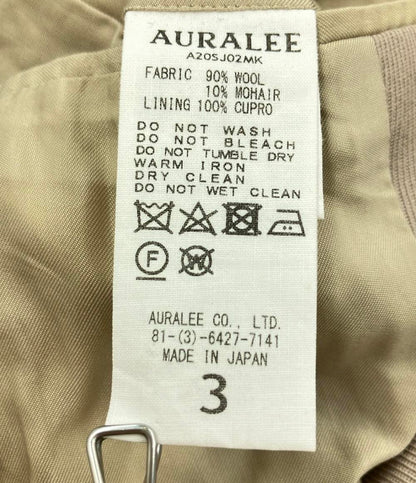 AURALEE
A20SJ02MK
FABRIC 90% WOOL
10% MOHAIR
LINING 100% CUPRO
DO NOT WASH
DO NOT BLEACH
DO NOT TUMBLE DRY
WARM IRON
DRY CLEAN
DO NOT WET CLEAN
F W
AURALEE CO., LTD.
81-(3)-6427-7141
MADE IN JAPAN
3